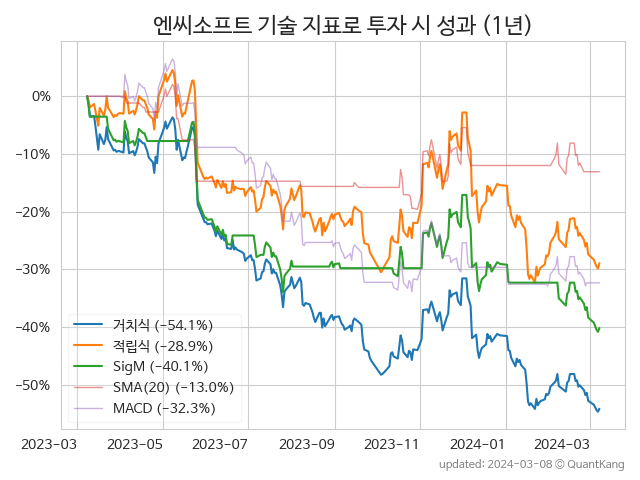 엔씨소프트 기술 지표로 투자 시 성과 (1년)
0%
−10%
−20%
−30%
−40%
−50%
거치식 (−54.1%)
적립식 (−28.9%)
SigM (−40.1%)
SMA(20) (−13.0%)
MACD (−32.3%)
2023−03 2023−05 2023−07 2023−09 2023−11 2024−01 2024−03
updated: 2024−03−08 © QuantKang